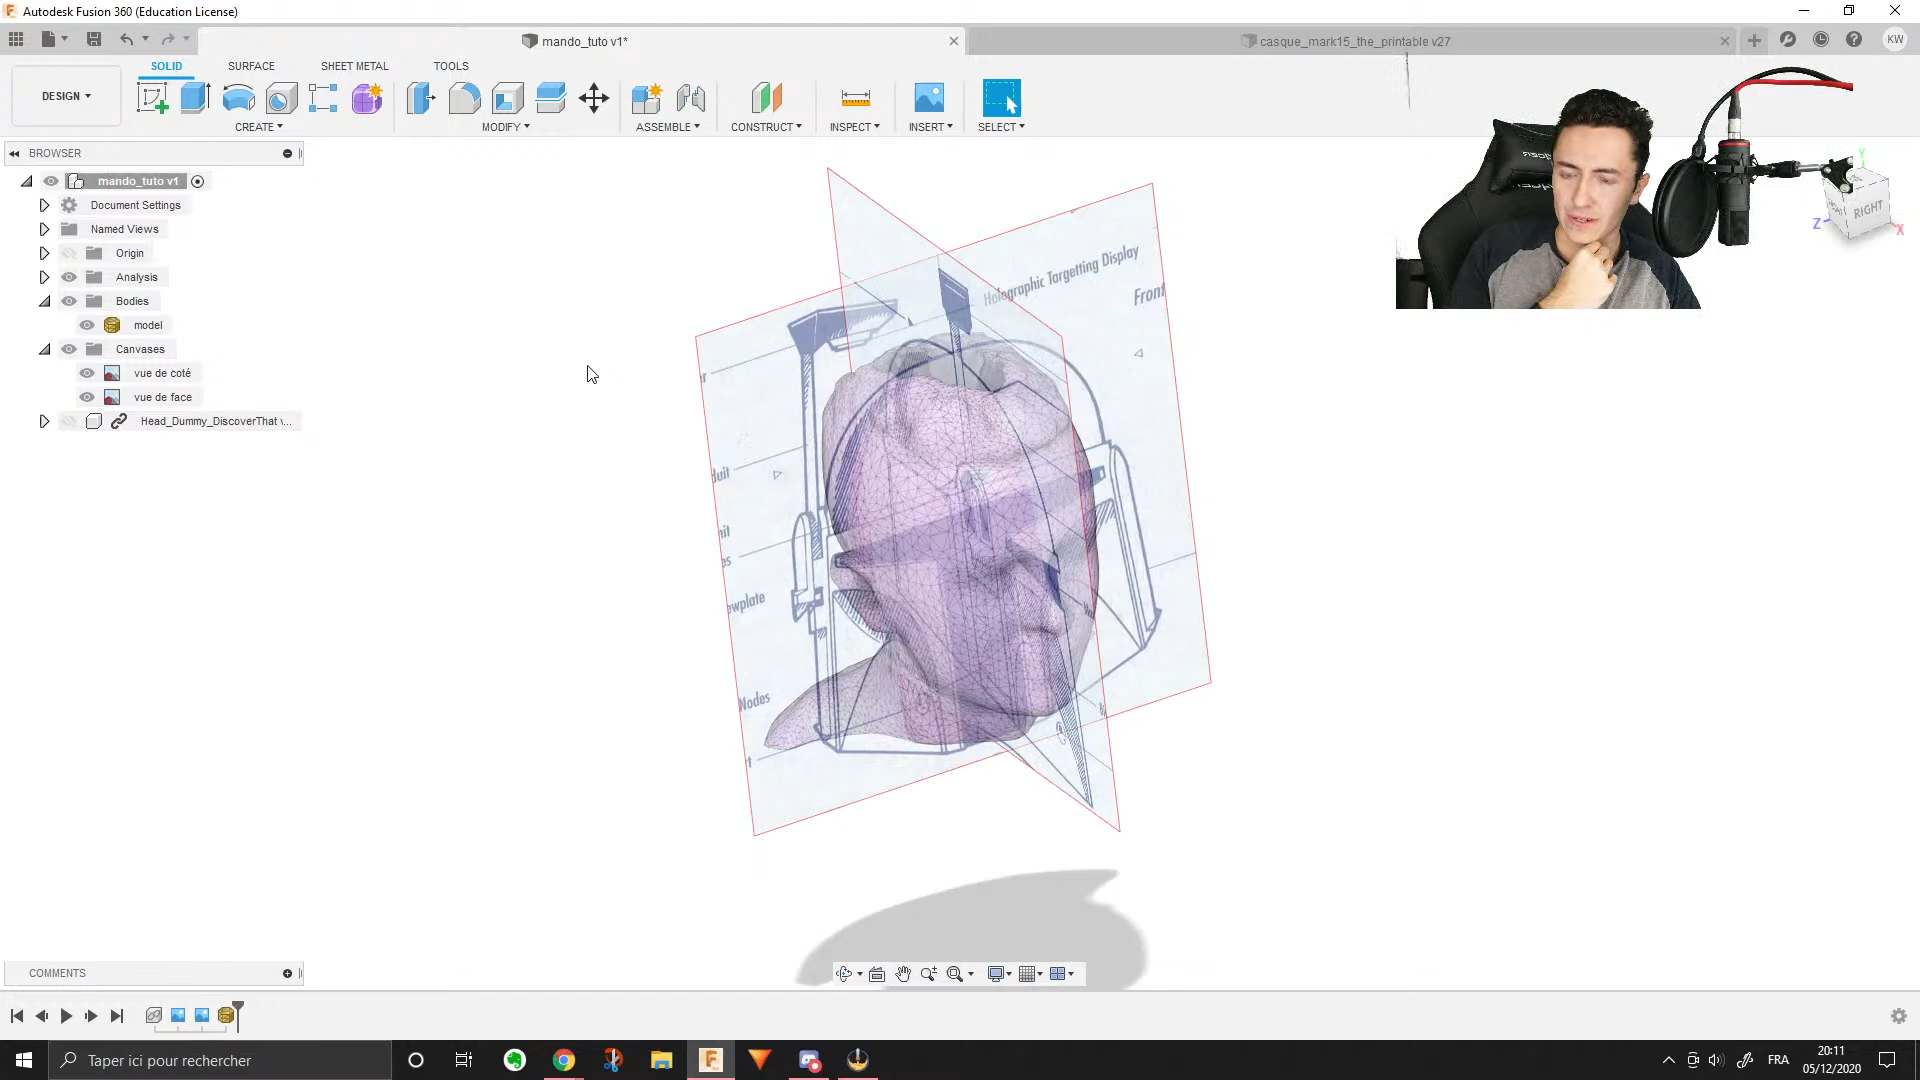 Autodesk Fusion 360 (Education License)
mando_tuto v1*
casque_mark15_the_printable v27
KW
DESIGN
SOLID
SURFACE
SHEET METAL
TOOLS
CREATE
MODIFY
ASSEMBLE
CONSTRUCT
INSPECT
INSERT
SELECT
BROWSER
mando_tuto v1
Document Settings
Named Views
Origin
Analysis
Bodies
model
Canvases
vue de coté
vue de face
Head_Dummy_DiscoverThat v...
Holographic Targetting Display
Front
ewplate
Nodes
RIGHT
Y
Z
X
COMMENTS
Taper ici pour rechercher
FRA
20:11
05/12/2020